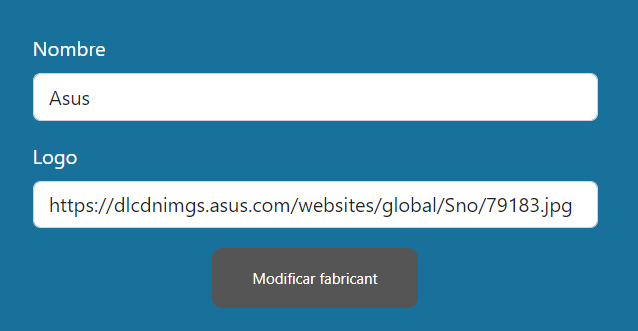 Nombre
Asus
Logo
https://dlcdnimgs.asus.com/websites/global/Sno/79183.jpg
Modificar fabricant